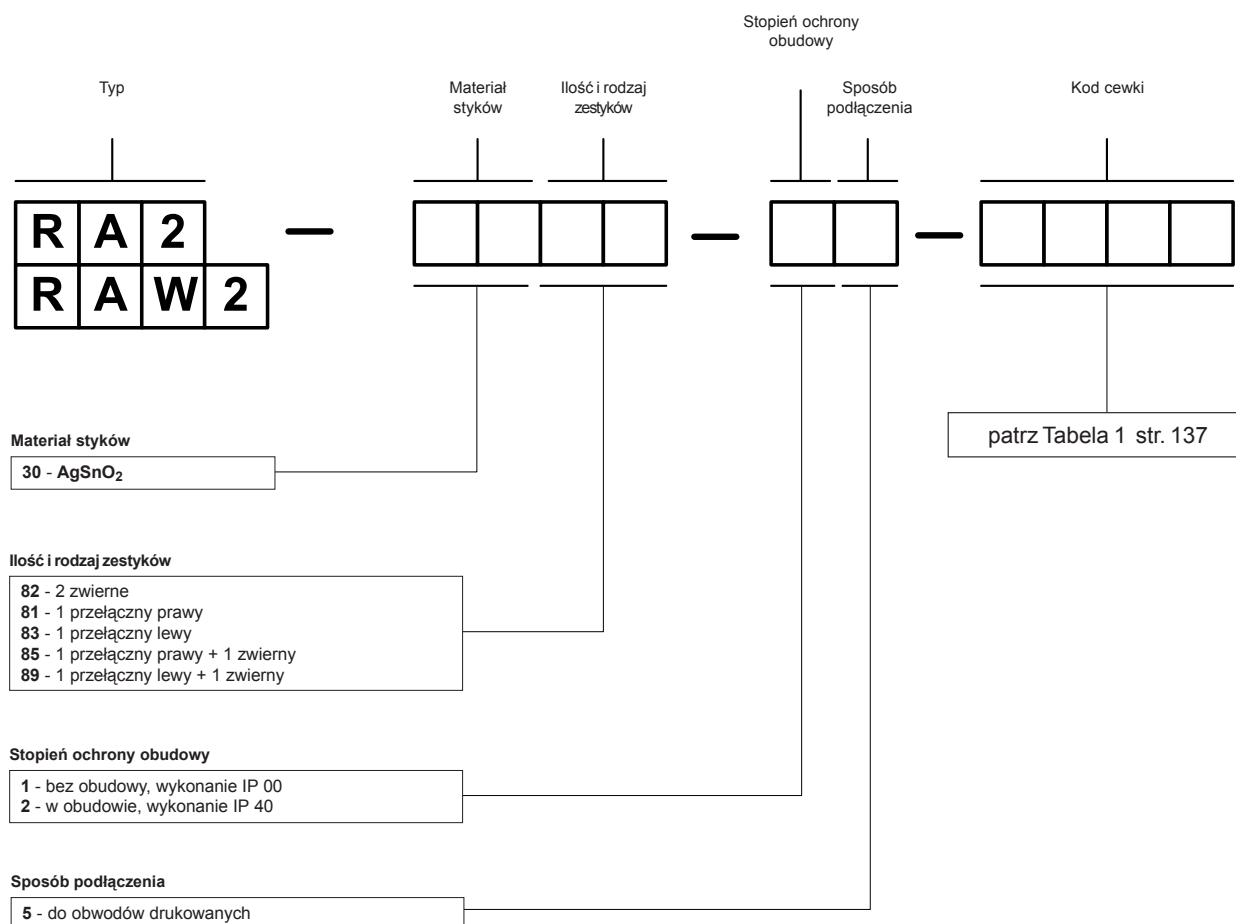 Stopień ochrony
obudowy
Typ
Materiał
styków
Ilość i rodzaj
zestyków
Sposób
podłączenia
Kod cewki
R A 2
R A W 2
patrz Tabela 1 str. 137
Materiał styków
30 - AgSnO2
Ilość i rodzaj zestyków
82 - 2 zwierne
81 - 1 przełączny prawy
83 - 1 przełączny lewy
85 - 1 przełączny prawy + 1 zwierny
89 - 1 przełączny lewy + 1 zwierny
Stopień ochrony obudowy
1 - bez obudowy, wykonanie IP 00
2 - w obudowie, wykonanie IP 40
Sposób podłączenia
5 - do obwodów drukowanych